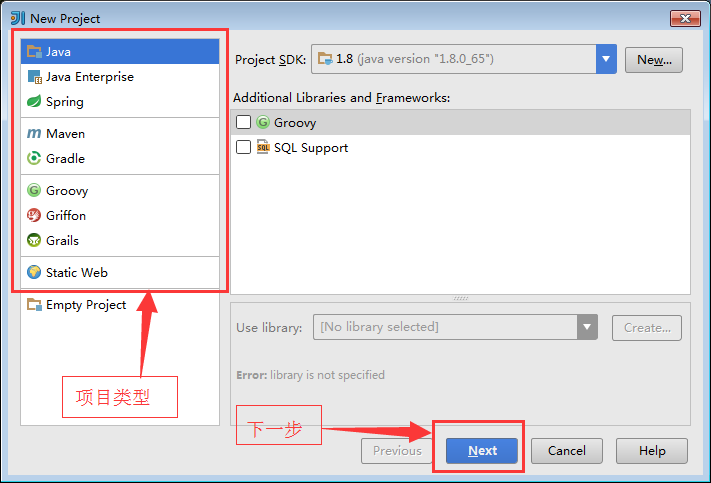 New Project
Java
Java Enterprise
Spring
Maven
Gradle
Groovy
Griffon
Grails
Static Web
Empty Project
项目类型
Project SDK: 1.8 (java version "1.8.0_65") New...
Additional Libraries and Frameworks:
Groovy
SQL SQL Support
Use library: [No library selected] Create...
Error: library is not specified
下一步
Previous Next Cancel Help